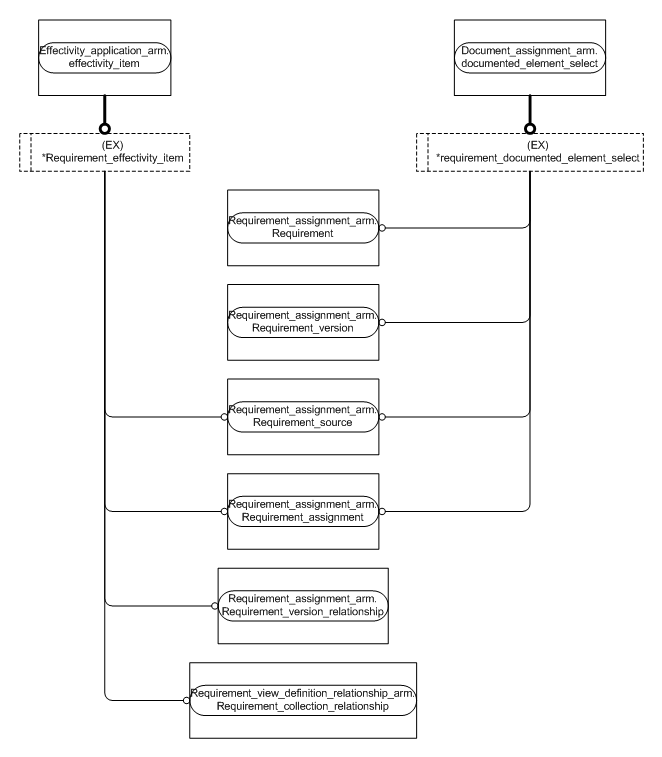 Effectivity_application_arm.
effectivity_item
Document_assignment_arm.
documented_element_select
(EX)
*Requirement_effectivity_item
(EX)
*requirement_documented_element_select
Requirement_assignment_arm.
Requirement
Requirement_assignment_arm.
Requirement_version
Requirement_assignment_arm.
Requirement_source
Requirement_assignment_arm.
Requirement_assignment
Requirement_assignment_arm.
Requirement_version_relationship
Requirement_view_definition_relationship_arm.
Requirement_collection_relationship